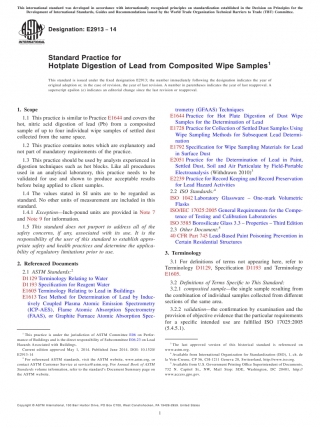 This international standard was developed in accordance with internationally recognized principles on standardization established in the Decision on Principles for the
Development of International Standards, Guides and Recommendations issued by the World Trade Organization Technical Barriers to Trade (TBT) Committee.
Designation: E2913 - 14
INTERNATIONAL
Standard Practice for
Hotplate Digestion of Lead from Composited Wipe Samples1
This standard is issued under the fixed designation E2913; the number immediately following the designation indicates the year of
original adoption or, in the case of revision, the year of last revision. A number in parentheses indicates the year of last reapproval. A
superscript epsilon (ε) indicates an editorial change since the last revision or reapproval.
1. Scope
1.1 This practice is similar to Practice E1644 and covers the
hot, nitric acid digestion of lead (Pb) from a composited
sample of up to four individual wipe samples of settled dust
collected from the same space.
1.2 This practice contains notes which are explanatory and
not part of mandatory requirements of the practice.
1.3 This practice should be used by analysts experienced in
digestion techniques such as hot blocks. Like all procedures
used in an analytical laboratory, this practice needs to be
validated for use and shown to produce acceptable results
before being applied to client samples.
1.4 The values stated in SI units are to be regarded as
standard. No other units of measurement are included in this
standard.
1.4.1 Exception—Inch-pound units are provided in Note 7
and Note 9 for information.
1.5 This standard does not purport to address all of the
safety concerns, if any, associated with its use. It is the
responsibility of the user of this standard to establish appro-
priate safety and health practices and determine the applica-
bility of regulatory limitations prior to use.
2. Referenced Documents
2.1 ASTM Standards:2
D1129 Terminology Relating to Water
D1193 Specification for Reagent Water
E1605 Terminology Relating to Lead in Buildings
E1613 Test Method for Determination of Lead by Induc-
tively Coupled Plasma Atomic Emission Spectrometry
(ICP-AES), Flame Atomic Absorption Spectrometry
(FAAS), or Graphite Furnace Atomic Absorption Spec-
1 This practice is under the jurisdiction of ASTM Committee E06 on Perfor-
mance of Buildings and is the direct responsibility of Subcommittee E06.23 on Lead
Hazards Associated with Buildings.
Current edition approved May 1, 2014. Published June 2014. DOI: 10.1520/
E2913-14
2 For referenced ASTM standards, visit the ASTM website, www.astm.org, or
contact ASTM Customer Service at service@astm.org. For Annual Book of ASTM
Standards volume information, refer to the standard's Document Summary page on
the ASTM website.
trometry (GFAAS) Techniques
E1644 Practice for Hot Plate Digestion of Dust Wipe
Samples for the Determination of Lead
E1728 Practice for Collection of Settled Dust Samples Using
Wipe Sampling Methods for Subsequent Lead Determi-
nation
E1792 Specification for Wipe Sampling Materials for Lead
in Surface Dust
E2051 Practice for the Determination of Lead in Paint,
Settled Dust, Soil and Air Particulate by Field-Portable
Electroanalysis (Withdrawn 2010)3
E2239 Practice for Record Keeping and Record Preservation
for Lead Hazard Activities
2.2 ISO Standards:4
ISO 1042 Laboratory Glassware – One-mark Volumetric
Flasks
ISO/IEC 17025:2005 General Requirements for the Compe-
tence of Testing and Calibration Laboratories
ISO 3585 Borosilicate Glass 3.3 – Properties – Third Edition
2.3 Other Document:5
40 CFR Part 745 Lead-Based Paint Poisoning Prevention in
Certain Residential Structures
3. Terminology
3.1 For definitions of terms not appearing here, refer to
Terminology D1129, Specification D1193 and Terminology
E1605.
3.2 Definitions of Terms Specific to This Standard:
3.2.1 composited sample—the single sample resulting from
the combination of individual samples collected from different
sections of the same area.
3.2.2 validation—the confirmation by examination and the
provision of objective evidence that the particular requirements
for a specific intended use are fulfilled ISO 17025:2005
(5.4.5.1).
3 The last approved version of this historical standard is referenced on
www.astm.org.
4 Available from International Organization for Standardization (ISO), 1, ch. de
la Voie-Creuse, CP 56, CH-1211 Geneva 20, Switzerland, http://www.iso.org.
5 Available from U.S. Government Printing Office Superintendent of Documents,
732 N. Capitol St., NW, Mail Stop: SDE, Washington, DC 20401, http://
www.access.gpo.gov.
Copyright © ASTM International, 100 Barr Harbor Drive, PO Box C700, West Conshohocken, PA 19428-2959. United States
1